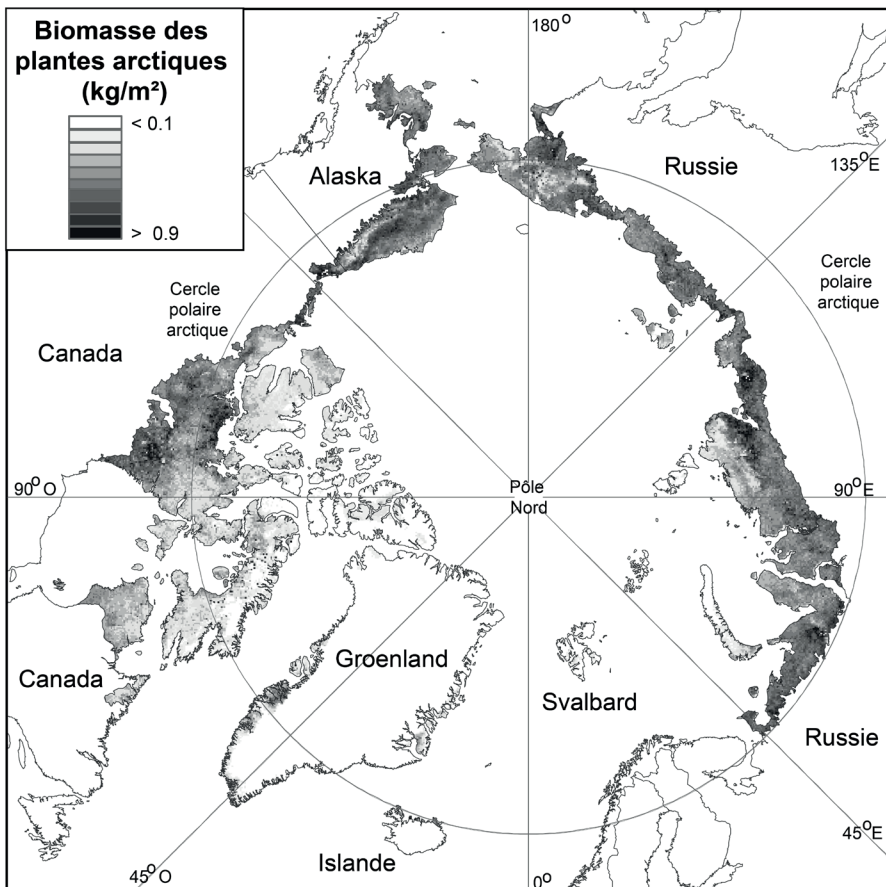 Biomasse des
plantes arctiques
(kg/m²)
< 0.1
> 0.9
180°
Alaska
Russie
135°E
Cercle
polaire
arctique
Cercle
polaire
arctique
Canada
90° O
Pôle
Nord
90°E
Groenland
Canada
Svalbard
Russie
45°E
Islande
45° O
0°